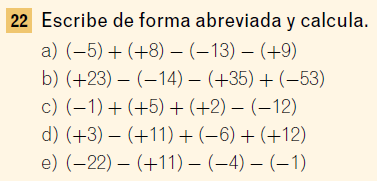 22 Escribe de forma abreviada y calcula.
a) (−5) + (+8) − (−13) − (+9)
b) (+23) − (−14) − (+35) + (−53)
c) (−1) + (+5) + (+2) − (−12)
d) (+3) − (+11) + (−6) + (+12)
e) (−22) − (+11) − (−4) − (−1)